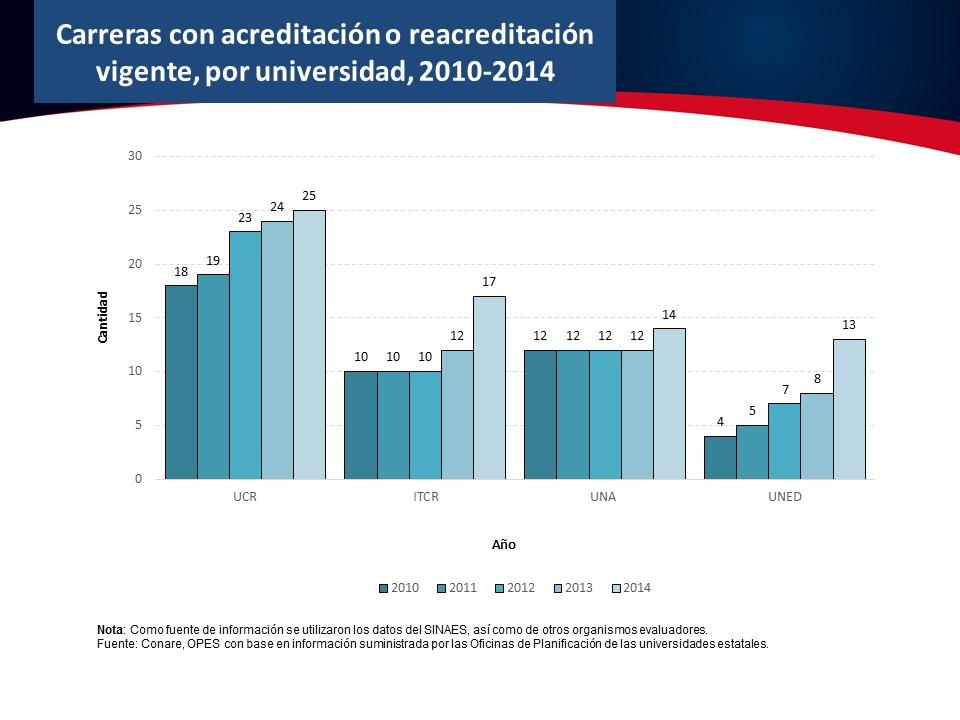 Carreras con acreditación o reacreditación
vigente, por universidad, 2010-2014
30
25
20
15
10
5
0
Cantidad
18
19
23
24
25
10
10
10
12
17
12
12
12
12
14
4
5
7
8
13
UCR
ITCR
UNA
UNED
Año
2010 2011 2012 2013 2014
Nota: Como fuente de información se utilizaron los datos del SINAES, así como de otros organismos evaluadores.
Fuente: Conare, OPES con base en información suministrada por las Oficinas de Planificación de las universidades estatales.